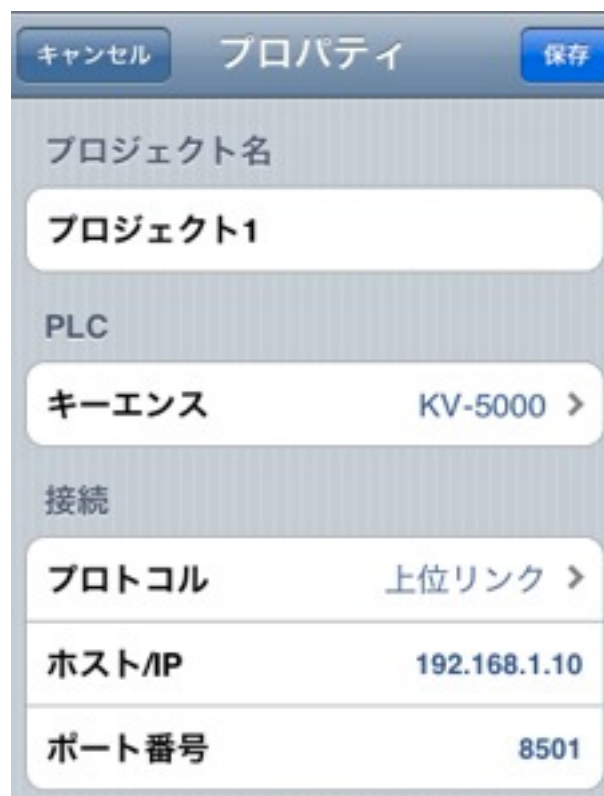 キャンセル プロパティ 保存
プロジェクト名
プロジェクト1
PLC
キーエンス KV-5000
接続
プロトコル 上位リンク
ホスト/IP 192.168.1.10
ポート番号 8501